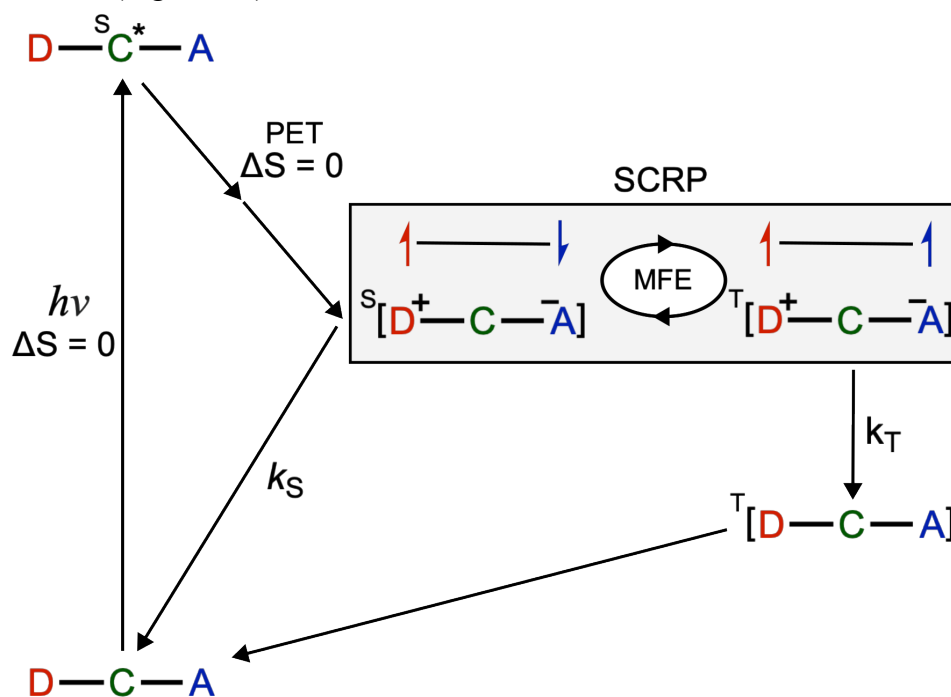 D—ˢC*—A
PET
ΔS = 0
SCRP
hν
ΔS = 0
MFE
ˢ[D⁺—C—⁻A]
ᵀ[D⁺—C—⁻A]
k_S
k_T
ᵀ[D—C—A]
D—C—A